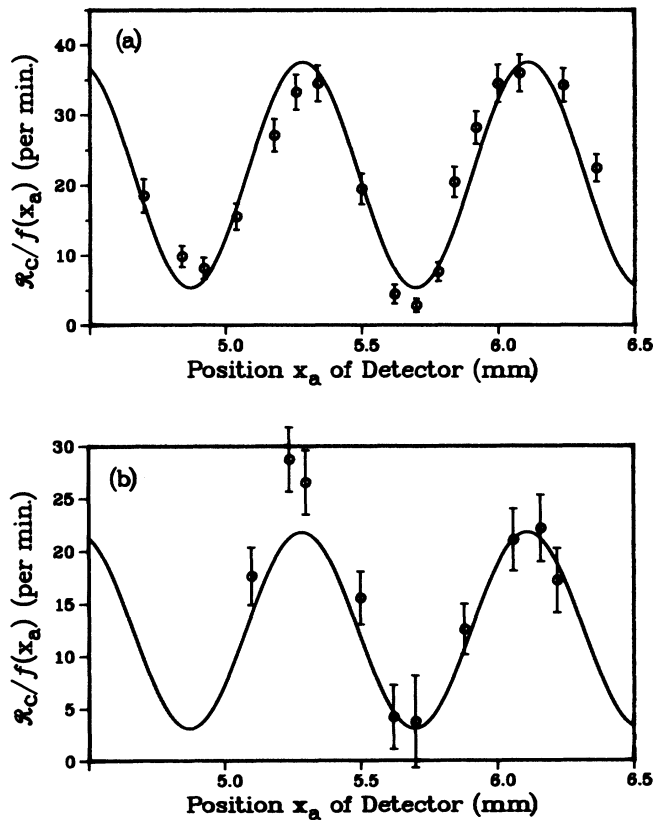 (a)
40
30
20
10
0
ℛC/f(xa) (per min.)
5.0 5.5 6.0 6.5
Position xa of Detector (mm)
(b)
30
25
20
15
10
5
0
ℛC/f(xa) (per min.)
5.0 5.5 6.0 6.5
Position xa of Detector (mm)